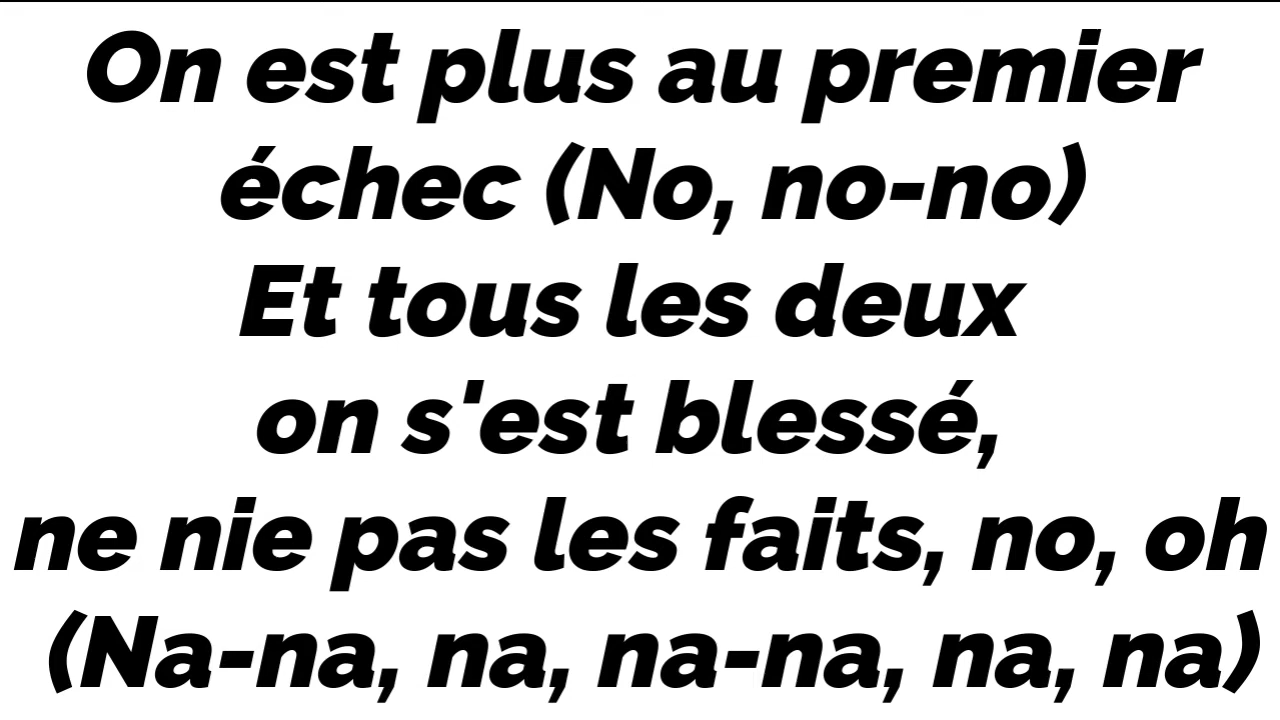 On est plus au premier
échec (No, no-no)
Et tous les deux
on s'est blessé,
ne nie pas les faits, no, oh
(Na-na, na, na-na, na, na)